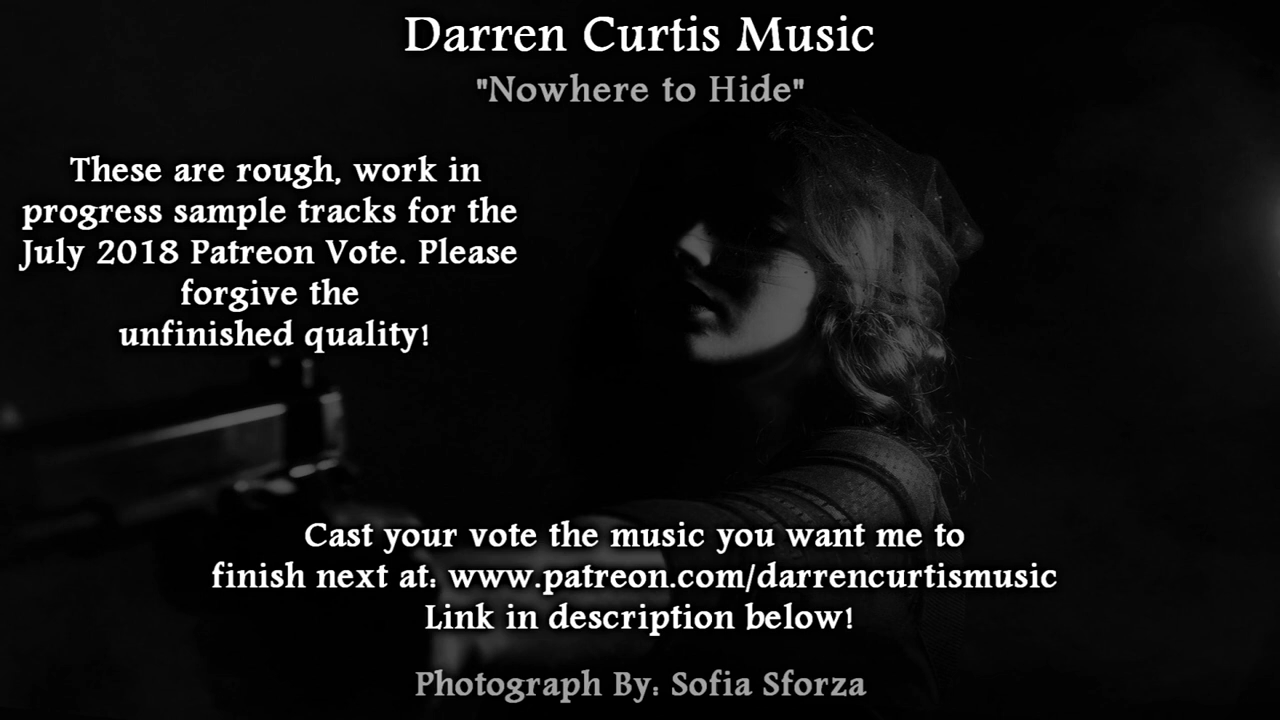 Darren Curtis Music
"Nowhere to Hide"
These are rough, work in
progress sample tracks for the
July 2018 Patreon Vote. Please
forgive the
unfinished quality!
Cast your vote the music you want me to
finish next at: www.patreon.com/darrencurtismusic
Link in description below!
Photograph By: Sofia Sforza